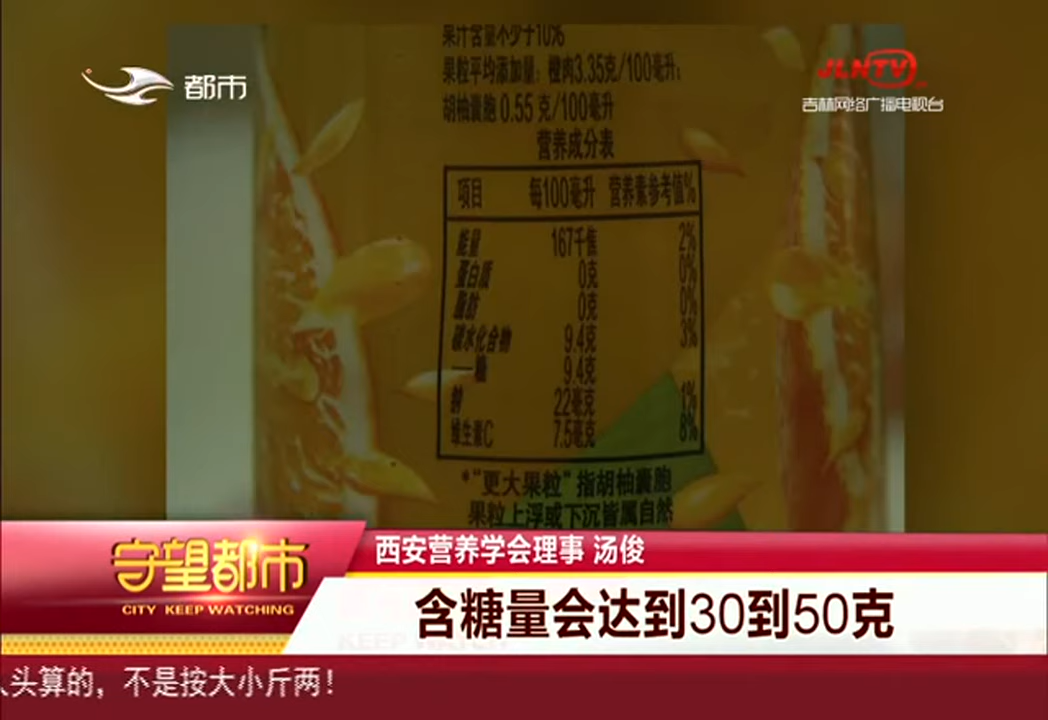 果汁含量不少于10%
果粒平均添加量：橙肉3.35克/100毫升；
胡柚囊胞0.55克/100毫升
都市
JLNTV
吉林网络广播电视台
营养成分表
项目 每100毫升 营养素参考值%
能量 167千焦 2%
蛋白质 0克 0%
脂肪 0克 0%
碳水化合物 9.4克 3%
—糖 9.4克
钠 22毫克 1%
维生素C 7.5毫克 8%
*“更大果粒”指胡柚囊胞
果粒上浮或下沉皆属自然
守望都市
CITY KEEP WATCHING
西安营养学会理事 汤俊
含糖量会达到30到50克
人头算的，不是按大小斤两！